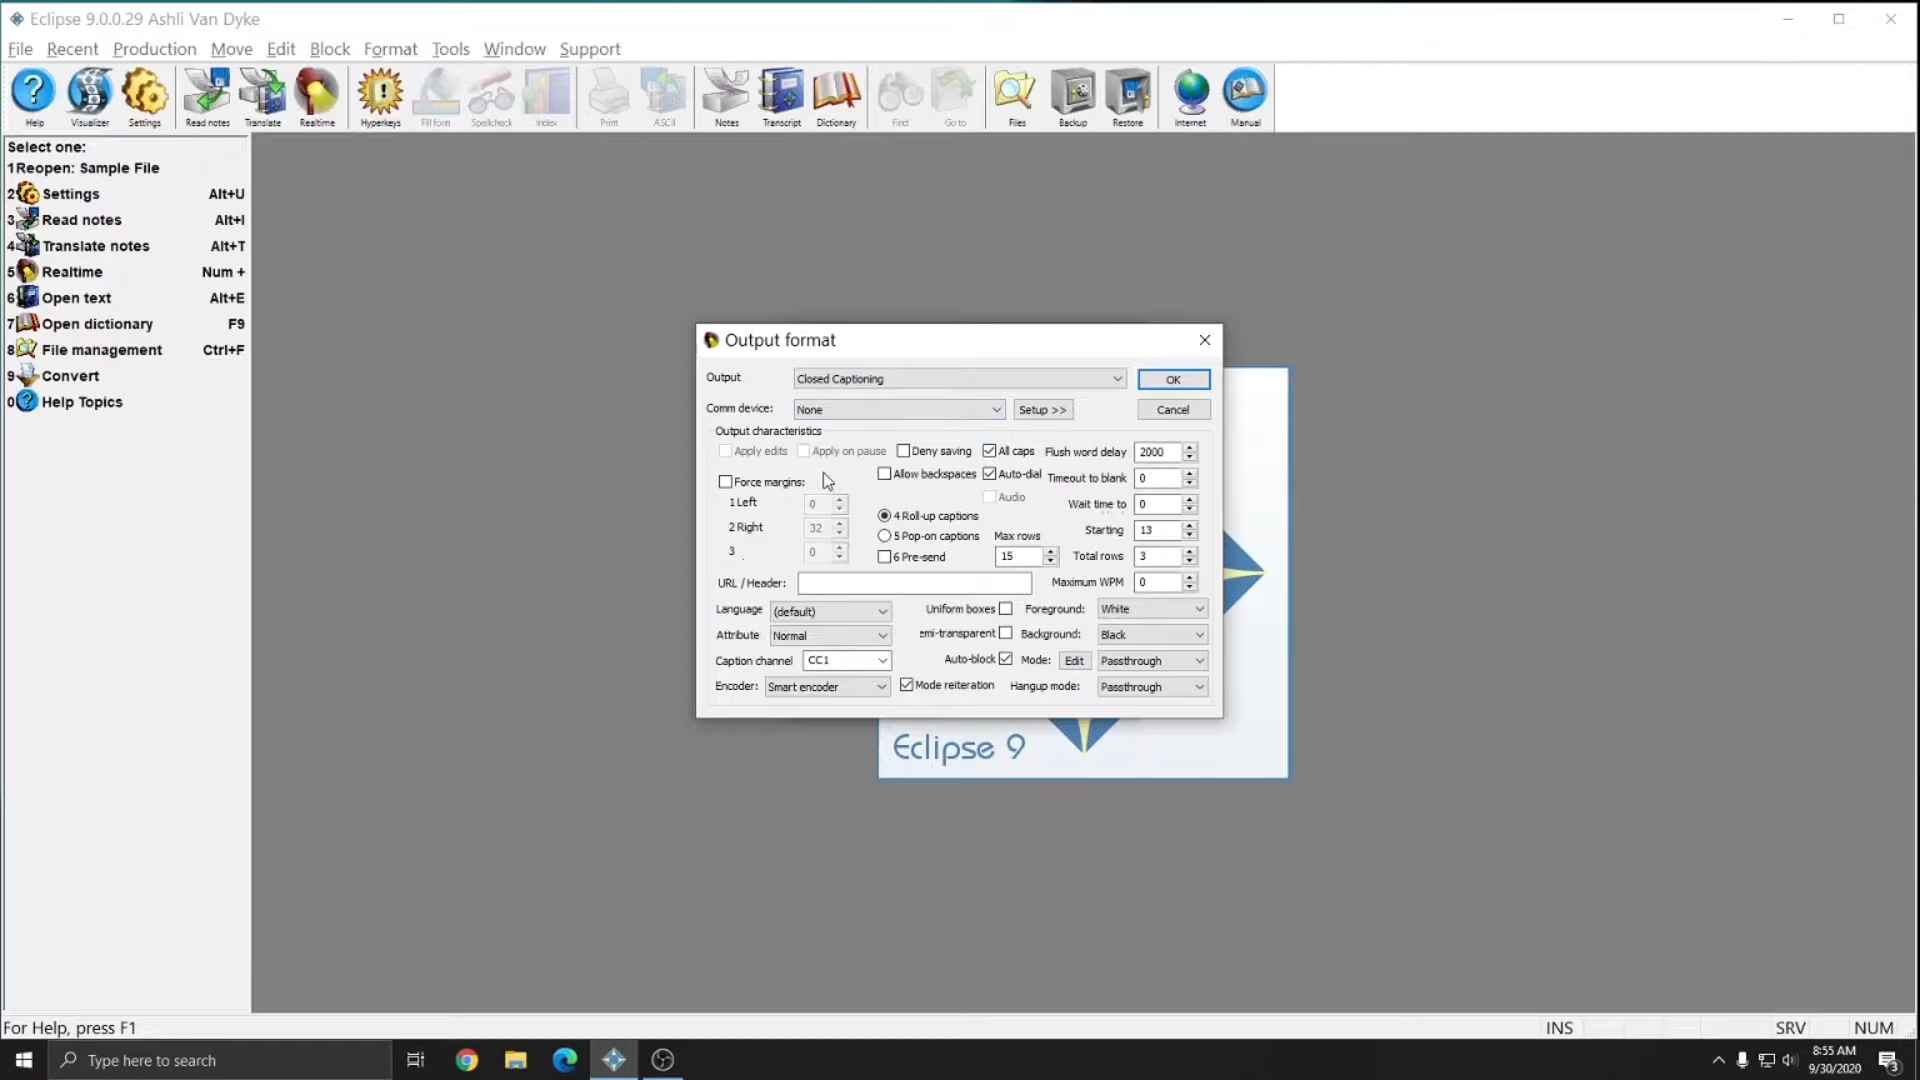 Eclipse 9.0.0.29 Ashli Van Dyke
File Recent Production Move Edit Block Format Tools Window Support
Help Visualizer Settings Read notes Translate Realtime Hyperkeys Fill form Spellcheck Index Print ASCII Notes Transcript Dictionary Find Go to Files Backup Restore Internet Manual
Select one:
1Reopen: Sample File
2 Settings Alt+U
3 Read notes Alt+I
4 Translate notes Alt+T
5 Realtime Num +
6 Open text Alt+E
7 Open dictionary F9
8 File management Ctrl+F
9 Convert
0 Help Topics
Output format
Output Closed Captioning OK
Comm device: None Setup >> Cancel
Output characteristics
Apply edits Apply on pause Deny saving All caps Flush word delay 2000
Force margins: Allow backspaces Auto-dial Timeout to blank 0
1 Left 0 Audio Wait time to 0
2 Right 32 4 Roll-up captions Starting 13
5 Pop-on captions Max rows
3 . 0 6 Pre-send 15 Total rows 3
URL / Header: Maximum WPM 0
Language (default) Uniform boxes Foreground: White
Attribute Normal emi-transparent Background: Black
Caption channel CC1 Auto-block Mode: Edit Passthrough
Encoder: Smart encoder Mode reiteration Hangup mode: Passthrough
Eclipse 9
For Help, press F1 INS SRV NUM
Type here to search
8:55 AM
9/30/2020
3